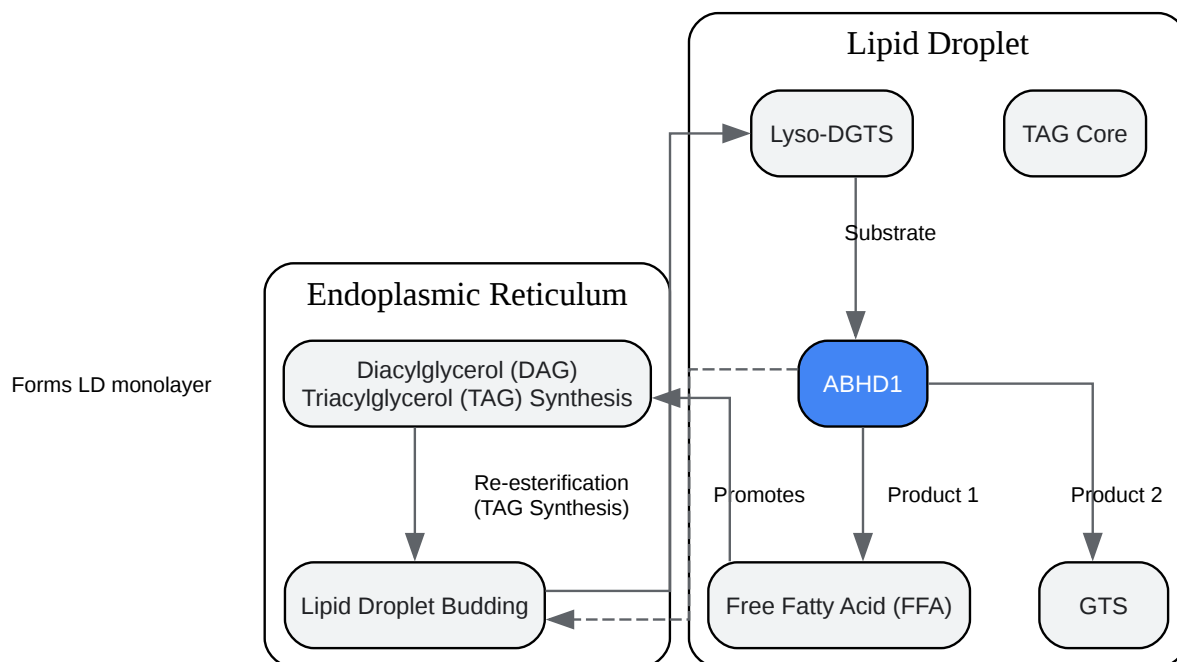 Lipid Droplet
Lyso-DGTS
TAG Core
Substrate
Endoplasmic Reticulum
Diacylglycerol (DAG)
Triacylglycerol (TAG) Synthesis
Forms LD monolayer
ABHD1
Re-esterification
(TAG Synthesis)
Promotes
Product 1
Product 2
Lipid Droplet Budding
Free Fatty Acid (FFA)
GTS